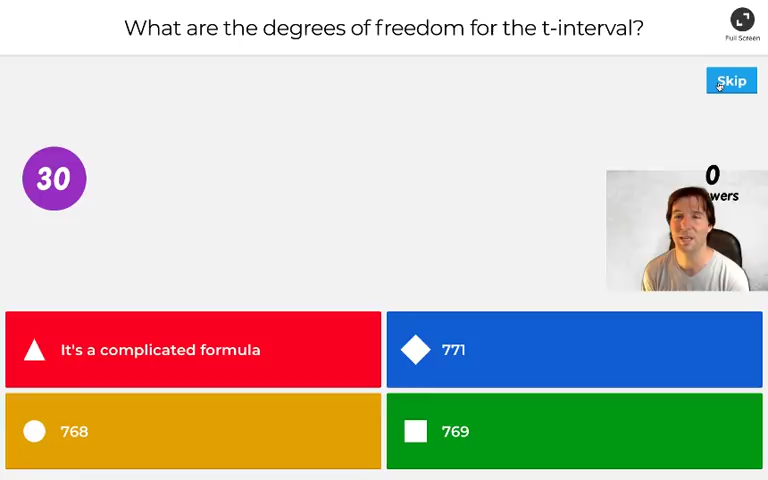 What are the degrees of freedom for the t-interval?
Full Screen
Skip
30
0
wers
It's a complicated formula
771
768
769